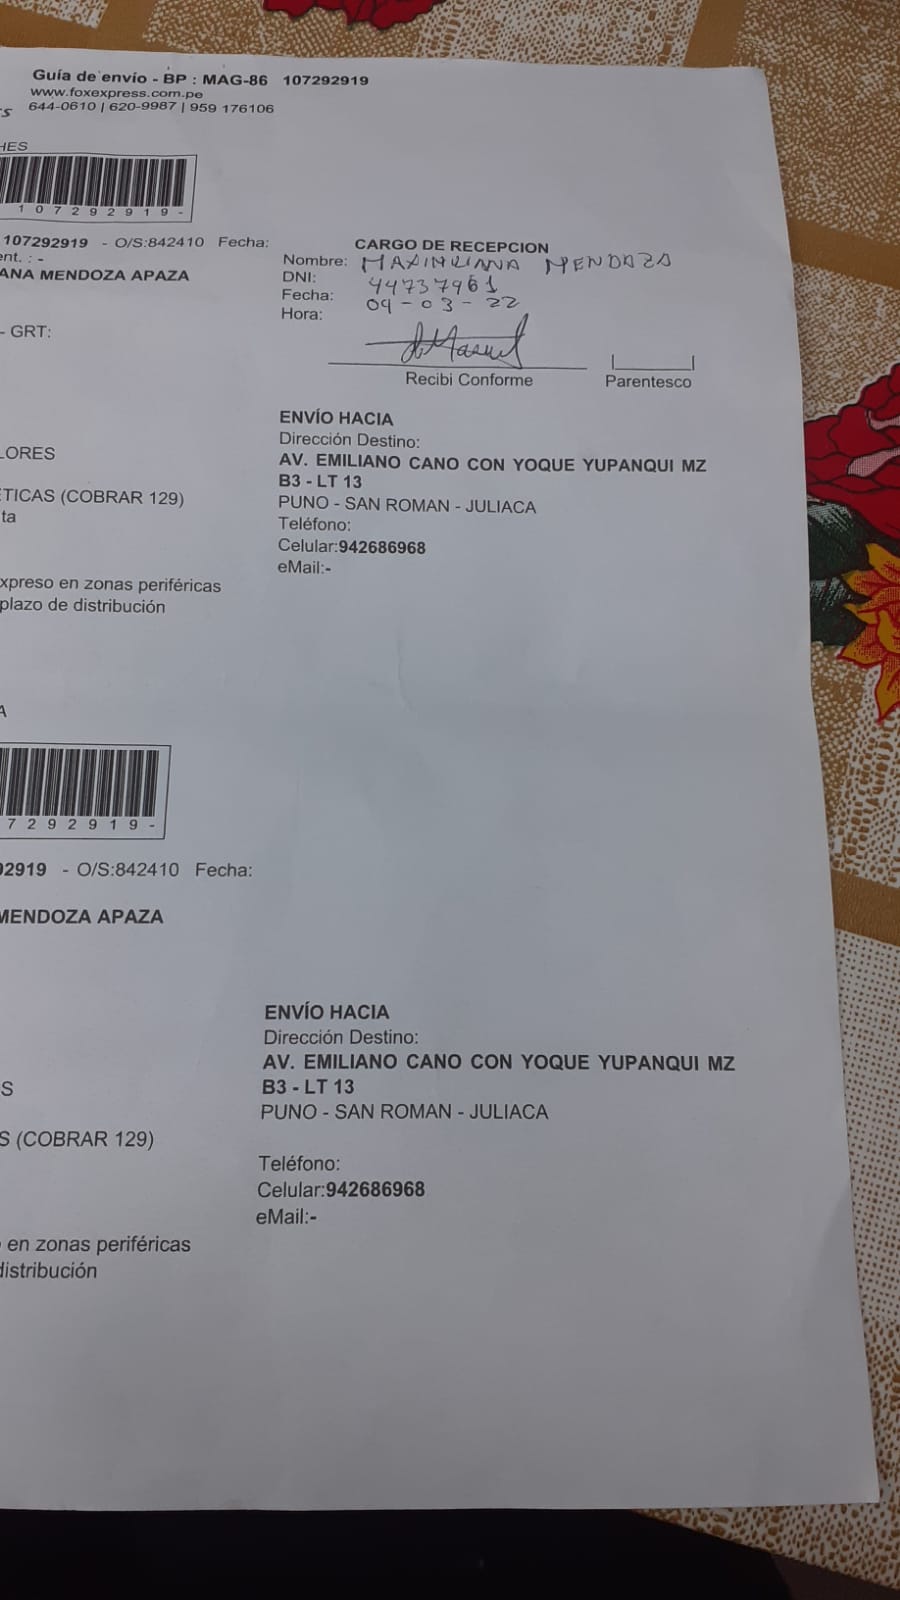 Guía de envío - BP : MAG-86 107292919
www.foxexpress.com.pe
644-0610 | 620-9987 | 959 176106
HES
107292919-
107292919 - O/S:842410 Fecha:
ent. : -
ANA MENDOZA APAZA
- GRT:
CARGO DE RECEPCION
Nombre: MAXIMILIANA MENDOZA
DNI: 44737961
Fecha: 09-03-22
Hora:
Recibi Conforme
Parentesco
LORES
ETICAS (COBRAR 129)
ta
xpreso en zonas periféricas
plazo de distribución
ENVÍO HACIA
Dirección Destino:
AV. EMILIANO CANO CON YOQUE YUPANQUI MZ
B3 - LT 13
PUNO - SAN ROMAN - JULIACA
Teléfono:
Celular:942686968
eMail:-
A
7292919-
02919 - O/S:842410 Fecha:
MENDOZA APAZA
S
S (COBRAR 129)
en zonas periféricas
distribución
ENVÍO HACIA
Dirección Destino:
AV. EMILIANO CANO CON YOQUE YUPANQUI MZ
B3 - LT 13
PUNO - SAN ROMAN - JULIACA
Teléfono:
Celular:942686968
eMail:-